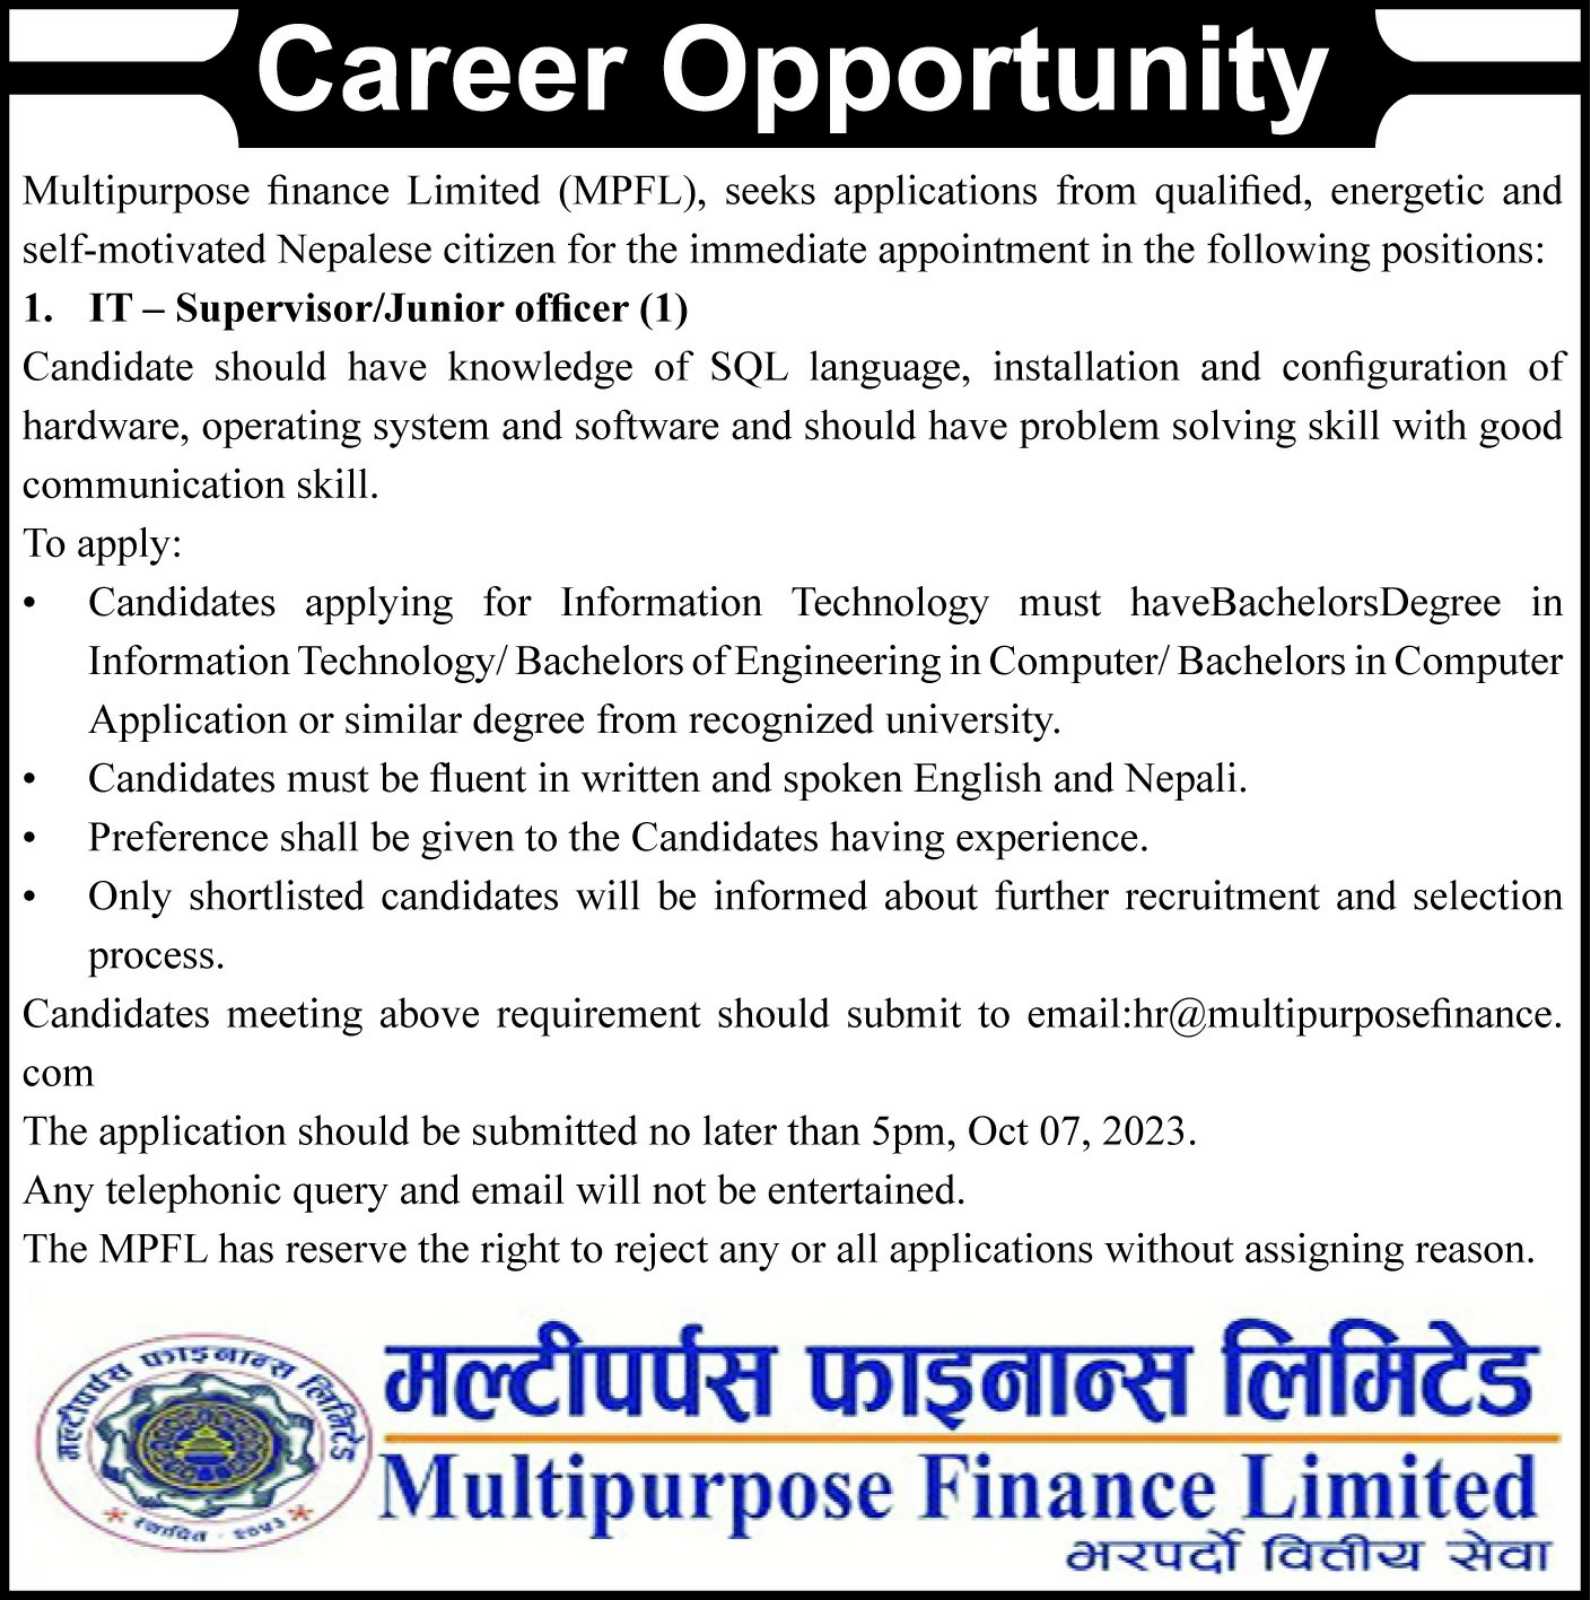 Career Opportunity
Multipurpose finance Limited (MPFL), seeks applications from qualified, energetic and
self-motivated Nepalese citizen for the immediate appointment in the following positions:
1. IT – Supervisor/Junior officer (1)
Candidate should have knowledge of SQL language, installation and configuration of
hardware, operating system and software and should have problem solving skill with good
communication skill.
To apply:
• Candidates applying for Information Technology must haveBachelorsDegree in
Information Technology/ Bachelors of Engineering in Computer/ Bachelors in Computer
Application or similar degree from recognized university.
• Candidates must be fluent in written and spoken English and Nepali.
• Preference shall be given to the Candidates having experience.
• Only shortlisted candidates will be informed about further recruitment and selection
process.
Candidates meeting above requirement should submit to email:hr@multipurposefinance.
com
The application should be submitted no later than 5pm, Oct 07, 2023.
Any telephonic query and email will not be entertained.
The MPFL has reserve the right to reject any or all applications without assigning reason.
मल्टीपर्पस फाइनान्स लिमिटेड
स्थापित - २०५३
मल्टीपर्पस फाइनान्स लिमिटेड
Multipurpose Finance Limited
भरपर्दो वित्तीय सेवा